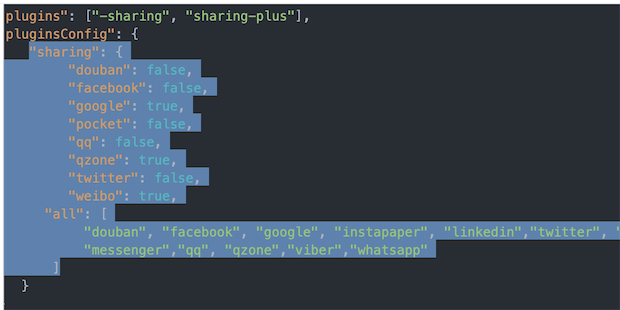 plugins": ["-sharing", "sharing-plus"],
pluginsConfig": {
"sharing": {
"douban": false,
"facebook": false,
"google": true,
"pocket": false,
"qq": false,
"qzone": true,
"twitter": false,
"weibo": true,
"all": [
"douban", "facebook", "google", "instapaper", "linkedin","twitter", "
"messenger","qq", "qzone","viber","whatsapp"
]
}